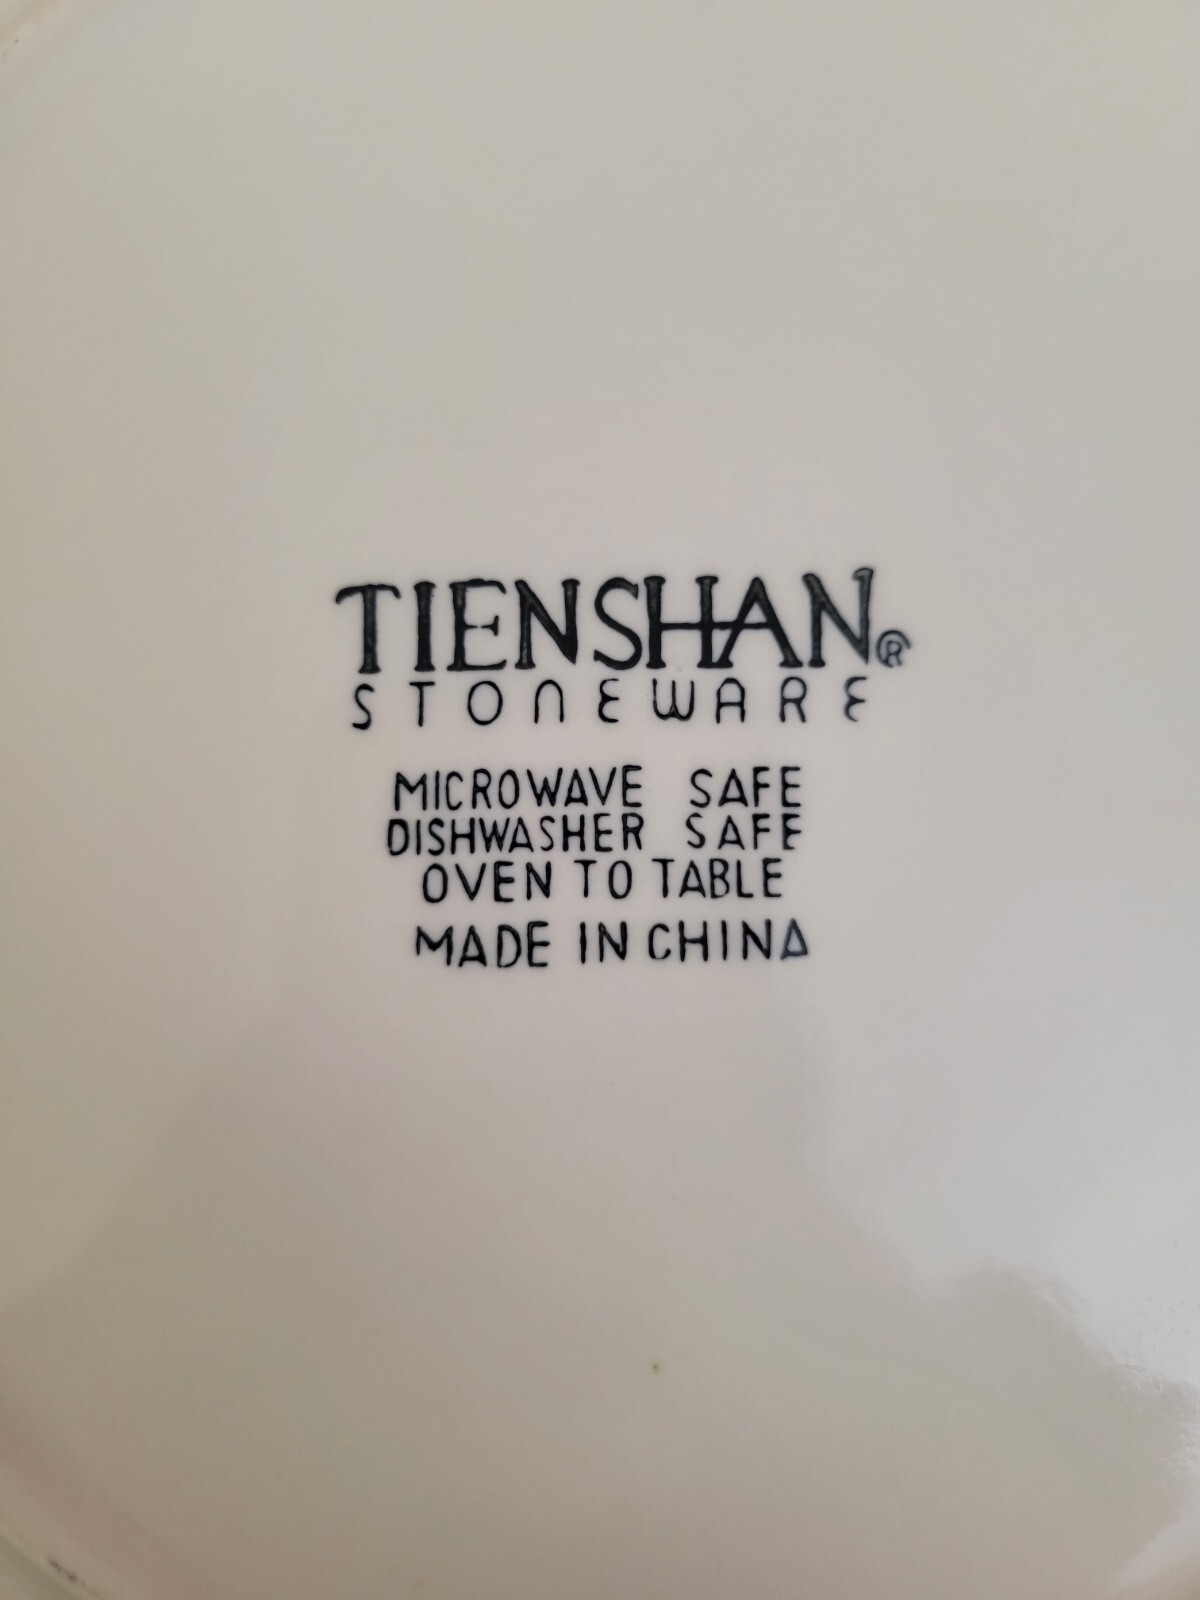 TIENSHAN®
STONEWARE
MICROWAVE SAFE
DISHWASHER SAFE
OVEN TO TABLE
MADE IN CHINA